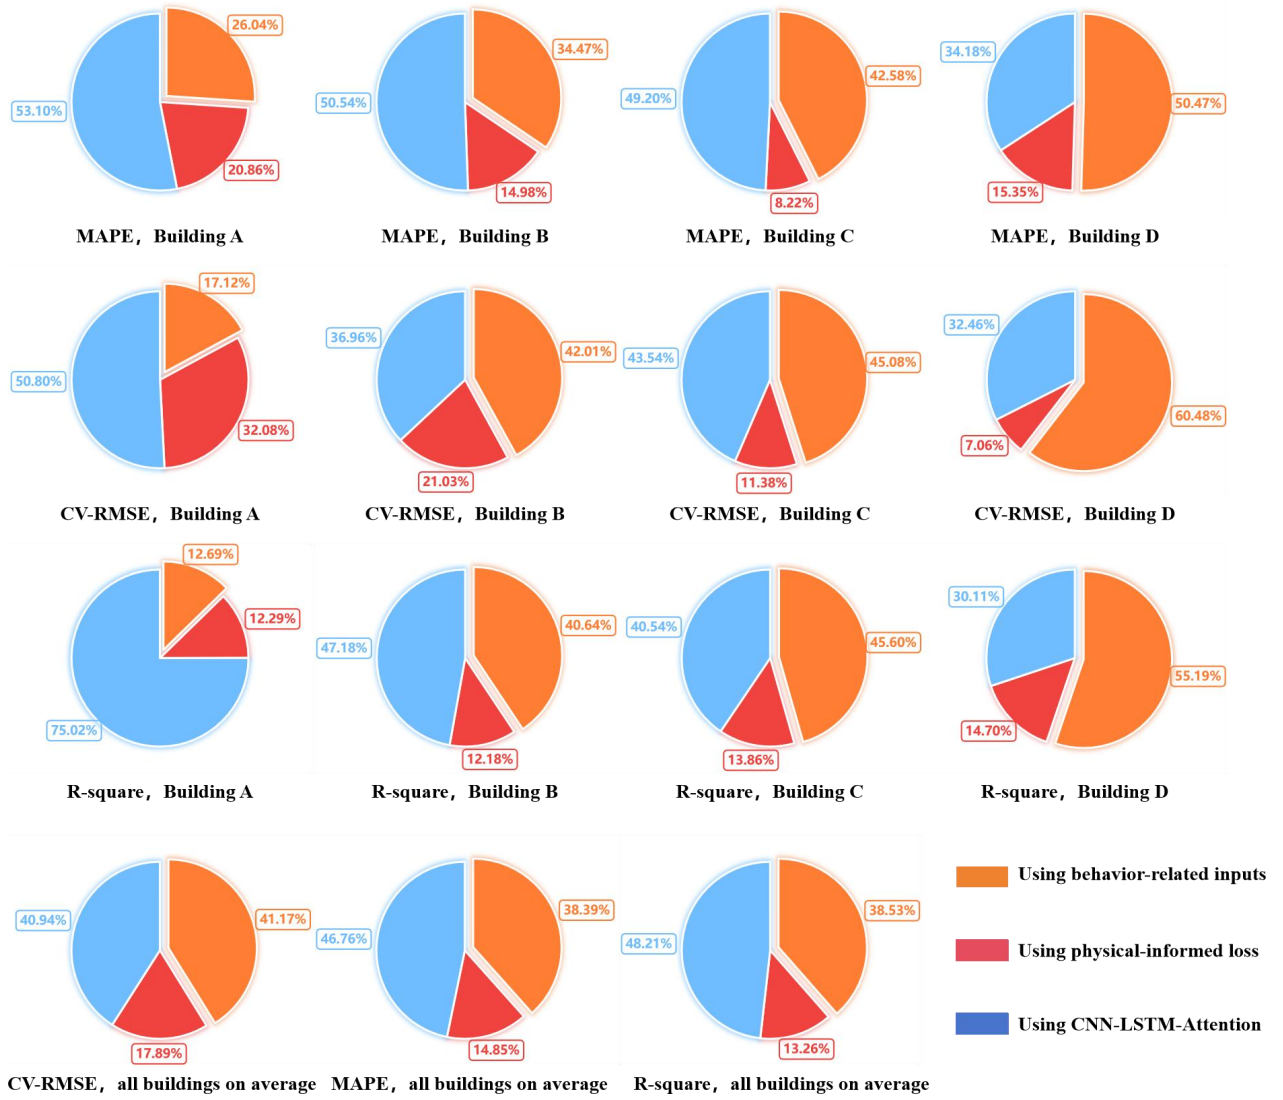 26.04%
53.10%
20.86%
MAPE，Building A
34.47%
50.54%
14.98%
MAPE，Building B
42.58%
49.20%
8.22%
MAPE，Building C
34.18%
50.47%
15.35%
MAPE，Building D
17.12%
50.80%
32.08%
CV-RMSE，Building A
36.96%
42.01%
21.03%
CV-RMSE，Building B
43.54%
45.08%
11.38%
CV-RMSE，Building C
32.46%
60.48%
7.06%
CV-RMSE，Building D
12.69%
12.29%
75.02%
R-square，Building A
40.64%
47.18%
12.18%
R-square，Building B
40.54%
45.60%
13.86%
R-square，Building C
30.11%
55.19%
14.70%
R-square，Building D
40.94%
41.17%
17.89%
CV-RMSE，all buildings on average
38.39%
46.76%
14.85%
MAPE，all buildings on average
38.53%
48.21%
13.26%
R-square，all buildings on average
Using behavior-related inputs
Using physical-informed loss
Using CNN-LSTM-Attention